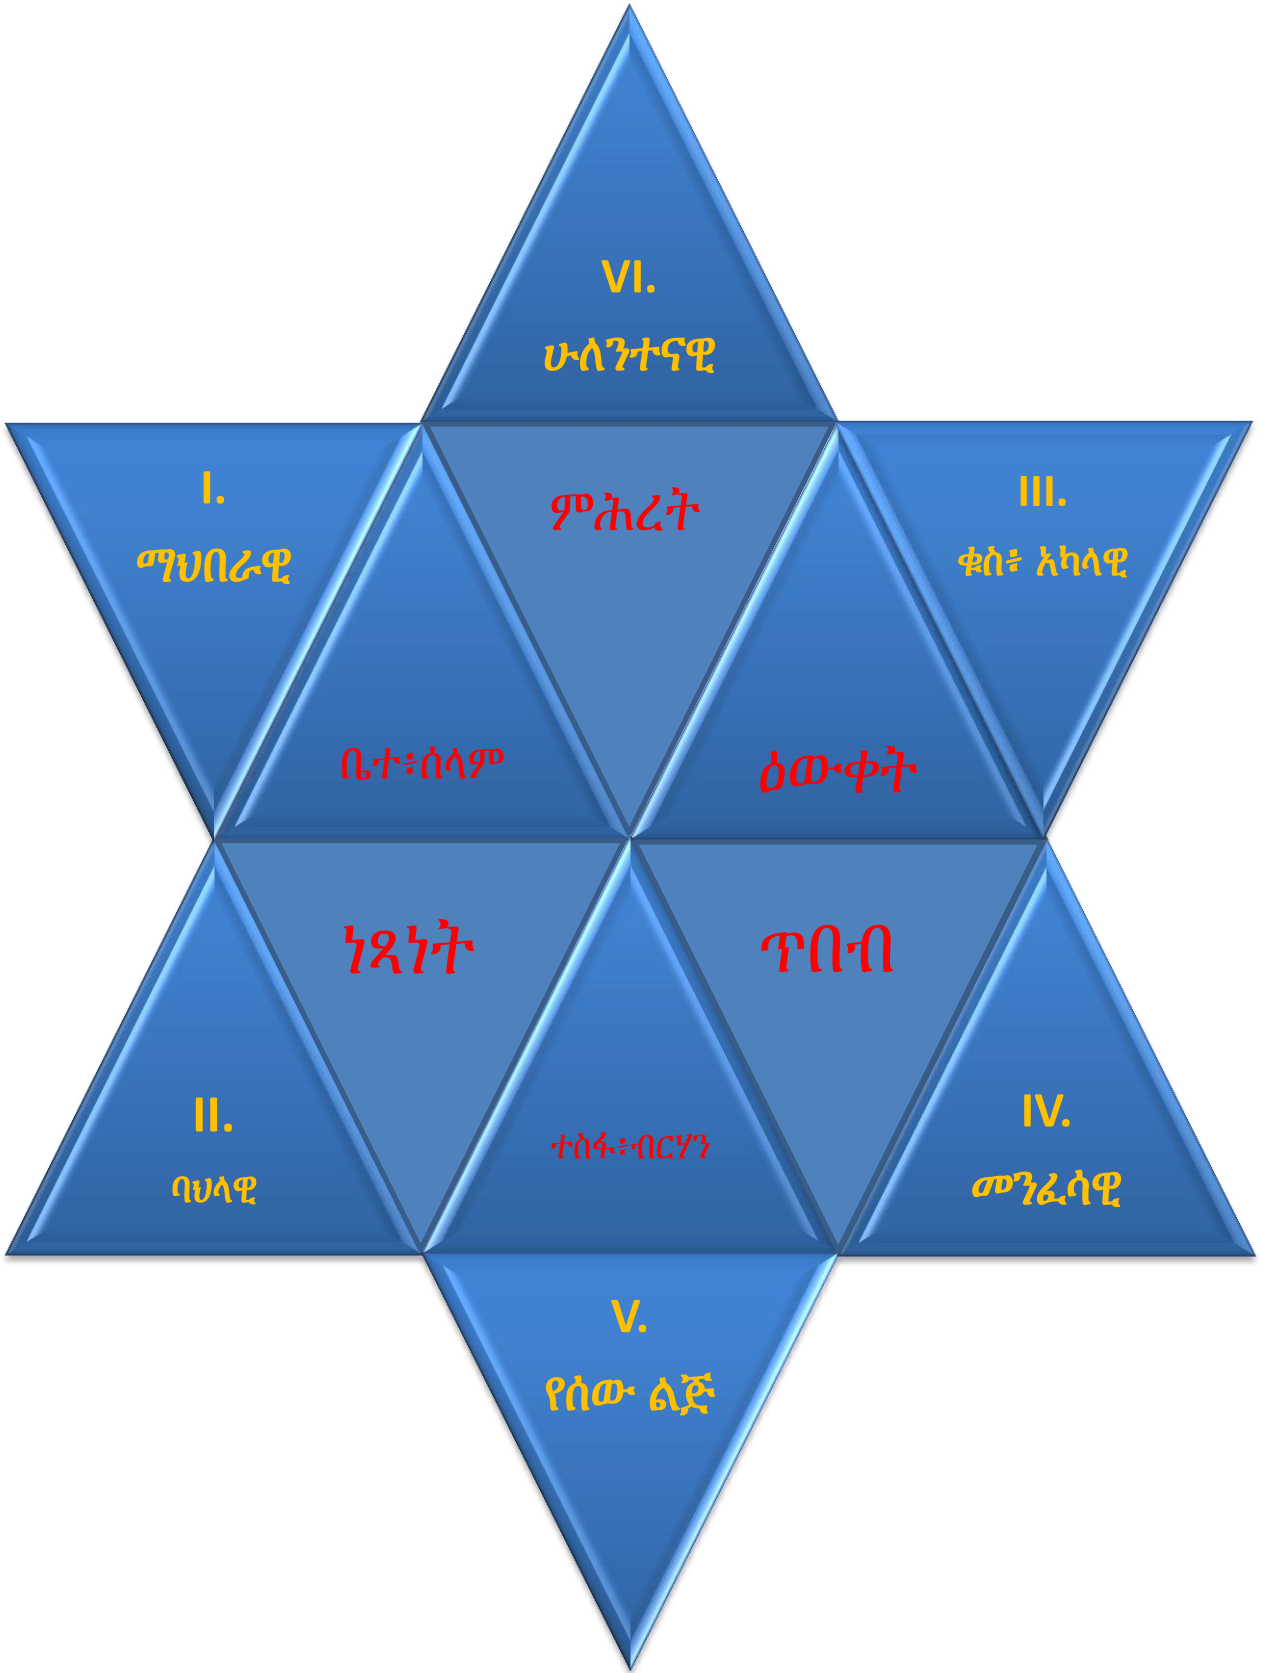 VI.
ሁለንተናዊ
I.
ማህበራዊ
ምሕረት
III.
ቁስ፥ አካላዊ
ቤተ፥ሰላም
ዕውቀት
ነጻነት
ጥበብ
II.
ባህላዊ
ተስፋ፥ብርሃን
IV.
መንፈሳዊ
V.
የሰው ልጅ